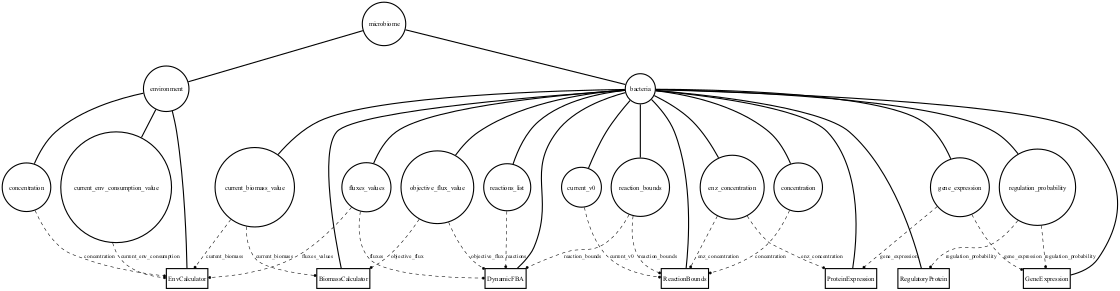 microbiome
environment
bacteria
concentration
current_env_consumption_value
current_biomass_value
fluxes_values
objective_flux_value
reactions_list
current_v0
reaction_bounds
enz_concentration
concentration
gene_expression
regulation_probability
concentration
current_env_consumption
current_biomass
current_biomass
fluxes_values
fluxes
objective_flux
objective_flux
reactions
reaction_bounds
current_v0
reaction_bounds
enz_concentration
concentration
enz_concentration
gene_expression
regulation_probability
gene_expression
regulation_probability
EnvCalculator
BiomassCalculator
DynamicFBA
ReactionBounds
ProteinExpression
RegulatoryProtein
GeneExpression